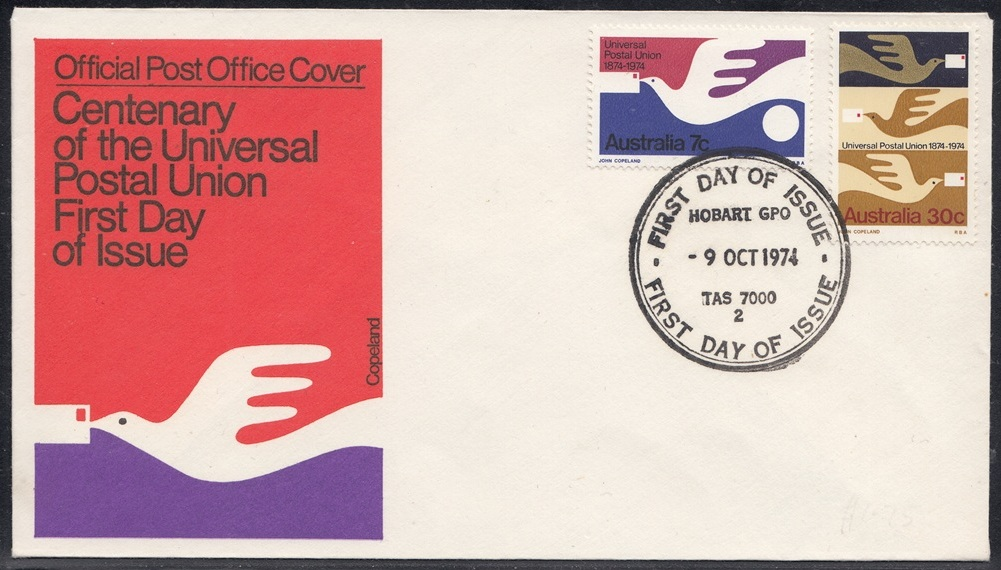 Official Post Office Cover
Centenary
of the Universal
Postal Union
First Day
of Issue
Copeland
Universal
Postal Union
1874-1974
Australia 7c
JOHN COPELAND
RBA
Universal Postal Union 1874-1974
Australia 30c
JOHN COPELAND
RBA
FIRST DAY OF ISSUE
HOBART GPO
- 9 OCT 1974
TAS 7000
2
FIRST DAY OF ISSUE